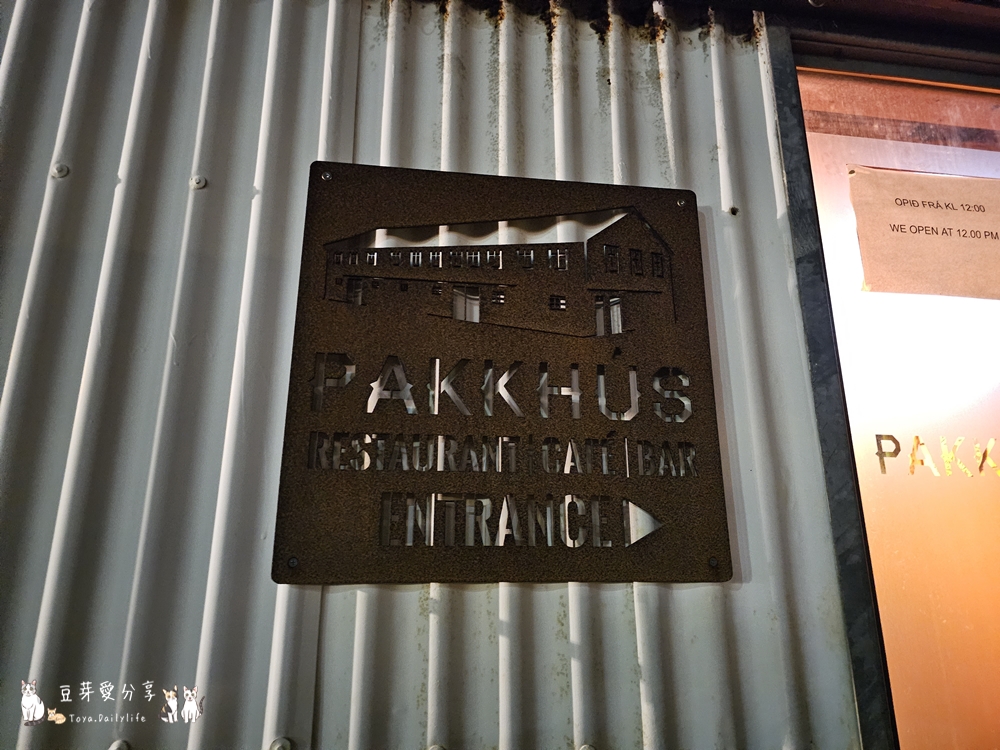 PAKKHÚS
RESTAURANT | CAFÉ | BAR
ENTRANCE
OPIÐ FRÁ KL 12:00
WE OPEN AT 12.00 PM
PAKK
豆芽愛分享
Toya.Dailylife